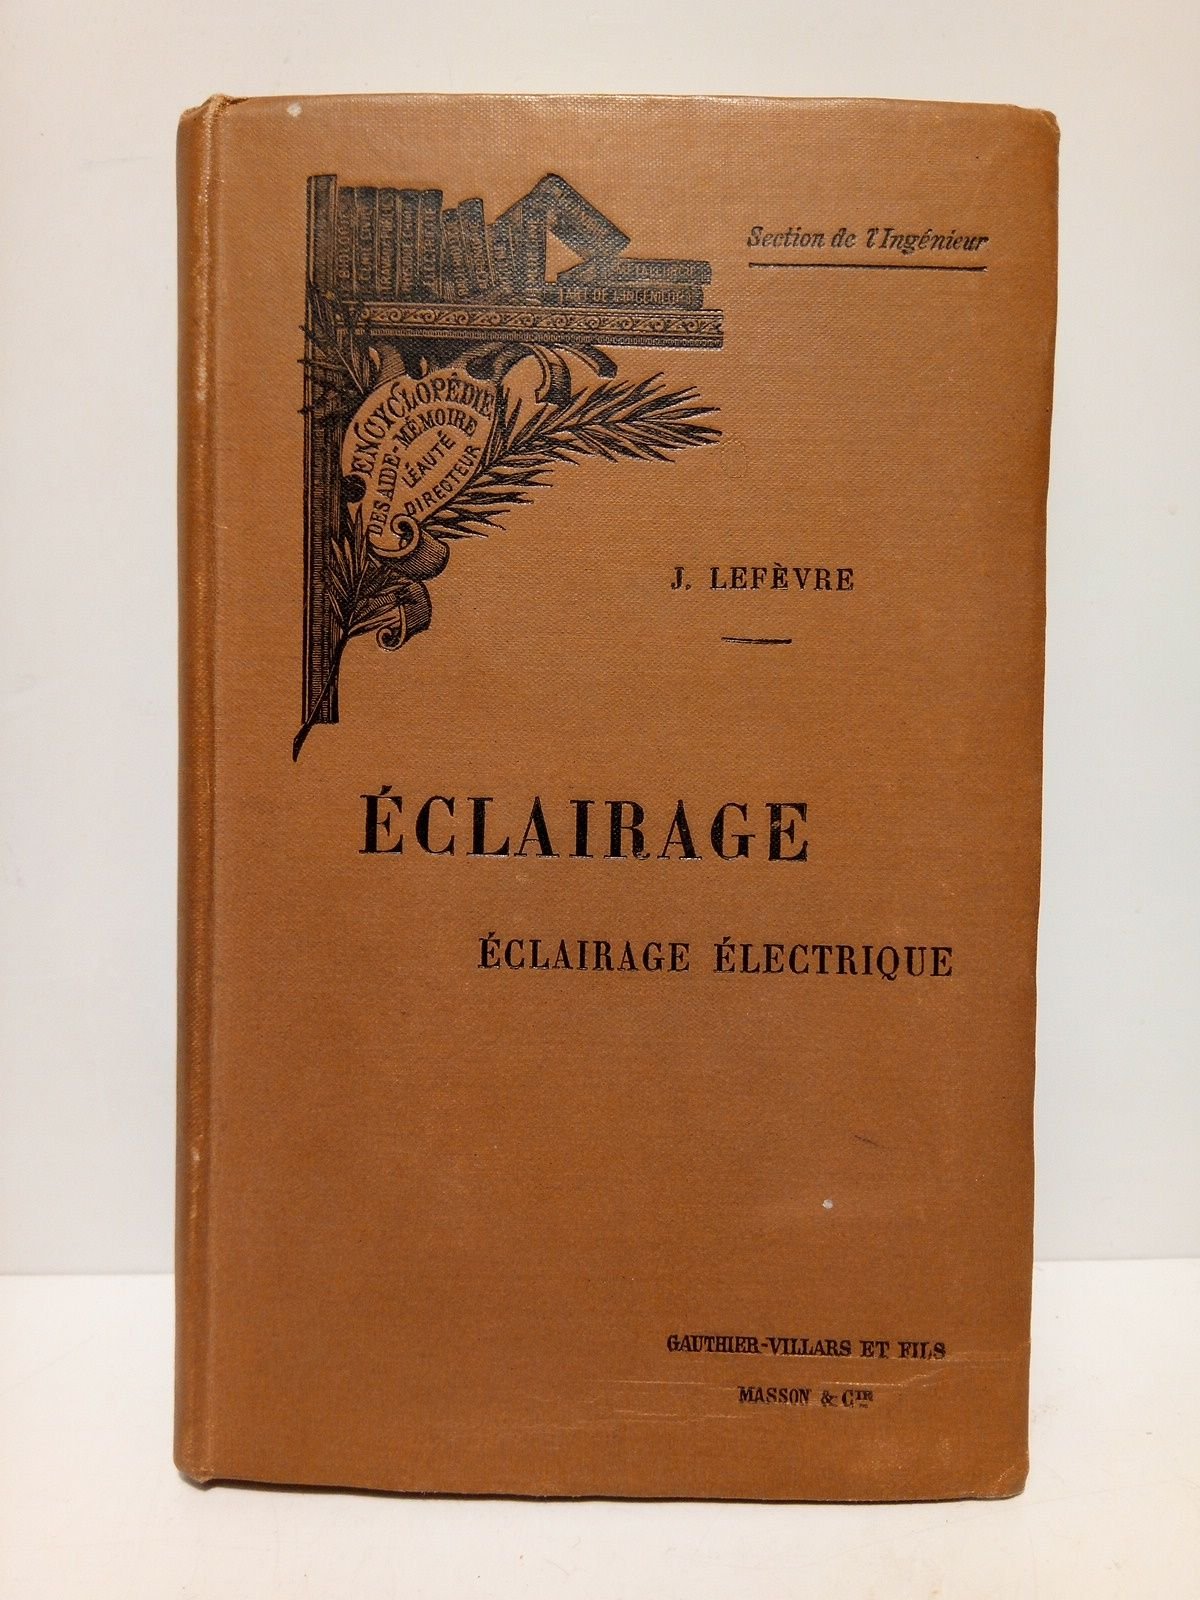 Section de l'Ingénieur
ENCYCLOPÉDIE
DES AIDE-MÉMOIRE
LÉAUTÉ
DIRECTEUR
J. LEFÈVRE
ÉCLAIRAGE
ÉCLAIRAGE ÉLECTRIQUE
GAUTHIER-VILLARS ET FILS
MASSON & CIE